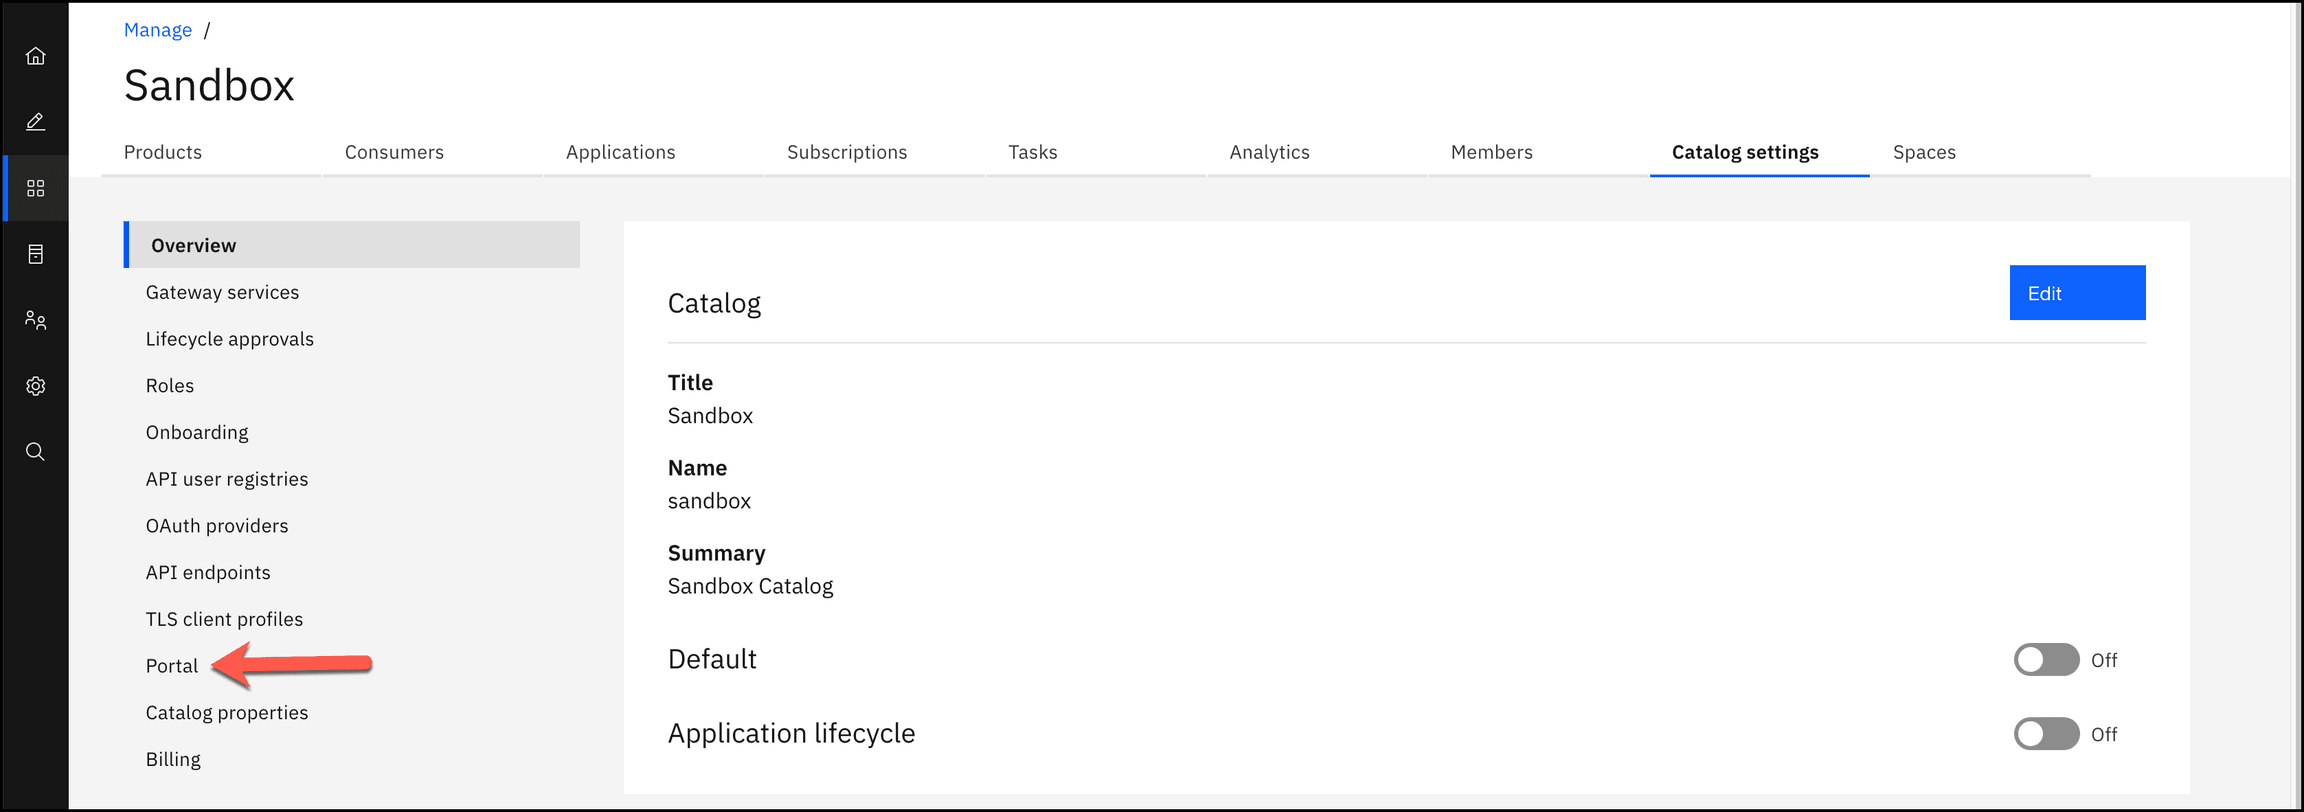 Manage /
Sandbox
Products Consumers Applications Subscriptions Tasks Analytics Members Catalog settings Spaces
Overview
Gateway services
Lifecycle approvals
Roles
Onboarding
API user registries
OAuth providers
API endpoints
TLS client profiles
Portal
Catalog properties
Billing
Catalog
Edit
Title
Sandbox
Name
sandbox
Summary
Sandbox Catalog
Default Off
Application lifecycle Off